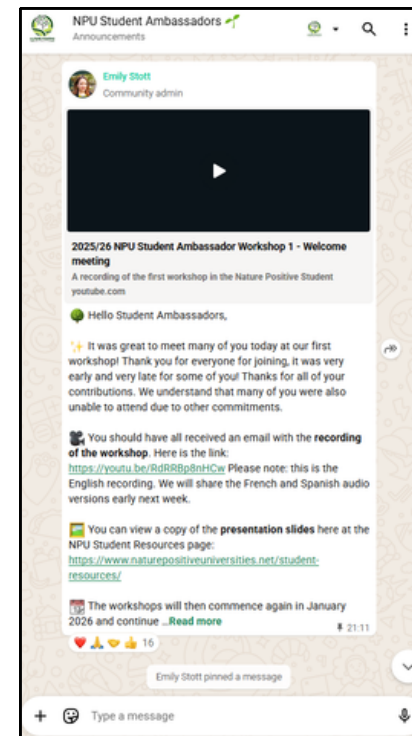 NPU Student Ambassadors 🌱
Announcements
Emily Stott
Community admin
2025/26 NPU Student Ambassador Workshop 1 - Welcome
meeting
A recording of the first workshop in the Nature Positive Student
youtube.com
🌳 Hello Student Ambassadors,
✨ It was great to meet many of you today at our first
workshop! Thank you for everyone for joining, it was very
early and very late for some of you! Thanks for all of your
contributions. We understand that many of you were also
unable to attend due to other commitments.
🎥 You should have all received an email with the recording
of the workshop. Here is the link:
https://youtu.be/RdRRBp8nHCw Please note: this is the
English recording. We will share the French and Spanish audio
versions early next week.
🖼️ You can view a copy of the presentation slides here at the
NPU Student Resources page:
https://www.naturepositiveuniversities.net/student-
resources/
📆 The workshops will then commence again in January
2026 and continue ...Read more
21:11
❤️🙏🤝👍 16
Emily Stott pinned a message
Type a message